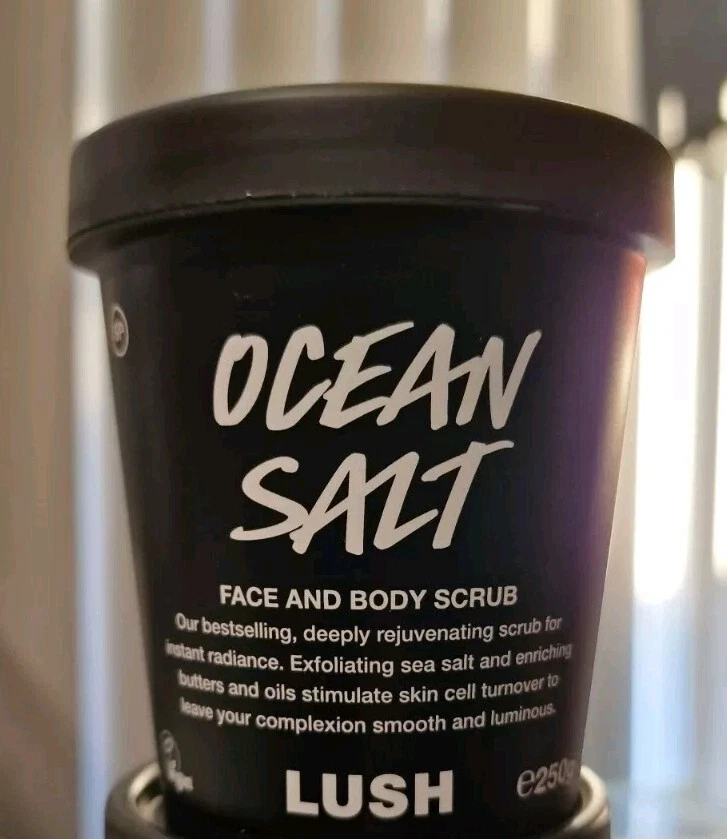 OCEAN
SALT
FACE AND BODY SCRUB
Our bestselling, deeply rejuvenating scrub for
instant radiance. Exfoliating sea salt and enriching
butters and oils stimulate skin cell turnover to
leave your complexion smooth and luminous.
LUSH
e250g